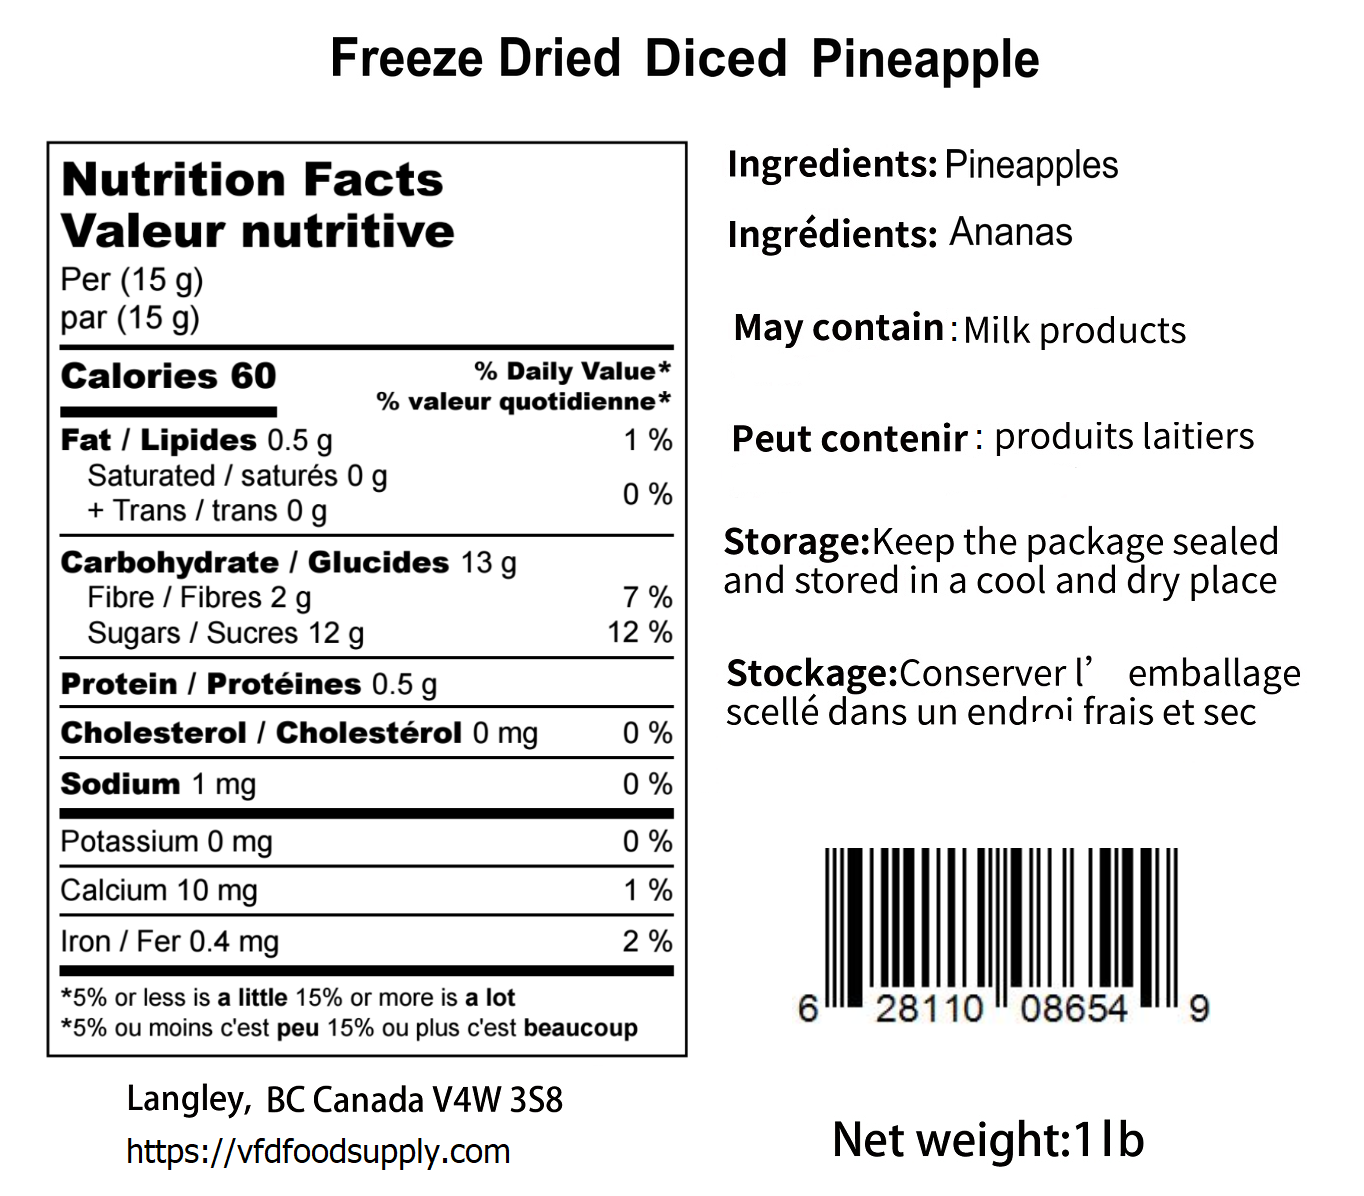 Freeze Dried Diced Pineapple
Nutrition Facts
Valeur nutritive
Per (15 g)
par (15 g)
Calories 60
% Daily Value*
% valeur quotidienne*
Fat / Lipides 0.5 g 1 %
Saturated / saturés 0 g
+ Trans / trans 0 g
0 %
Carbohydrate / Glucides 13 g
Fibre / Fibres 2 g 7 %
Sugars / Sucres 12 g 12 %
Protein / Protéines 0.5 g
Cholesterol / Cholestérol 0 mg 0 %
Sodium 1 mg 0 %
Potassium 0 mg 0 %
Calcium 10 mg 1 %
Iron / Fer 0.4 mg 2 %
*5% or less is a little 15% or more is a lot
*5% ou moins c'est peu 15% ou plus c'est beaucoup
Langley, BC Canada V4W 3S8
https://vfdfoodsupply.com
Ingredients: Pineapples
Ingrédients: Ananas
May contain : Milk products
Peut contenir : produits laitiers
Storage:Keep the package sealed
and stored in a cool and dry place
Stockage:Conserver l’ emballage
scellé dans un endroi frais et sec
6 28110 08654 9
Net weight:1 lb